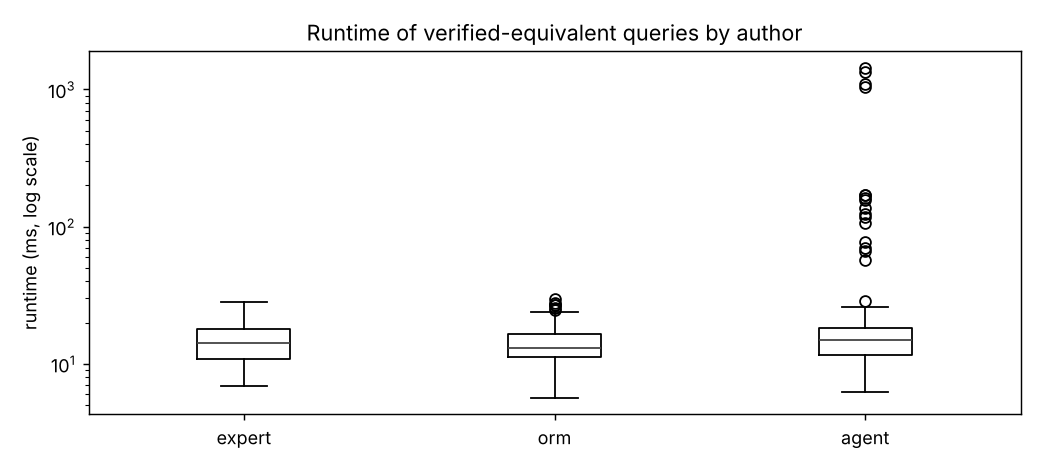 Runtime of verified-equivalent queries by author
runtime (ms, log scale)
10³
10²
10¹
expert
orm
agent